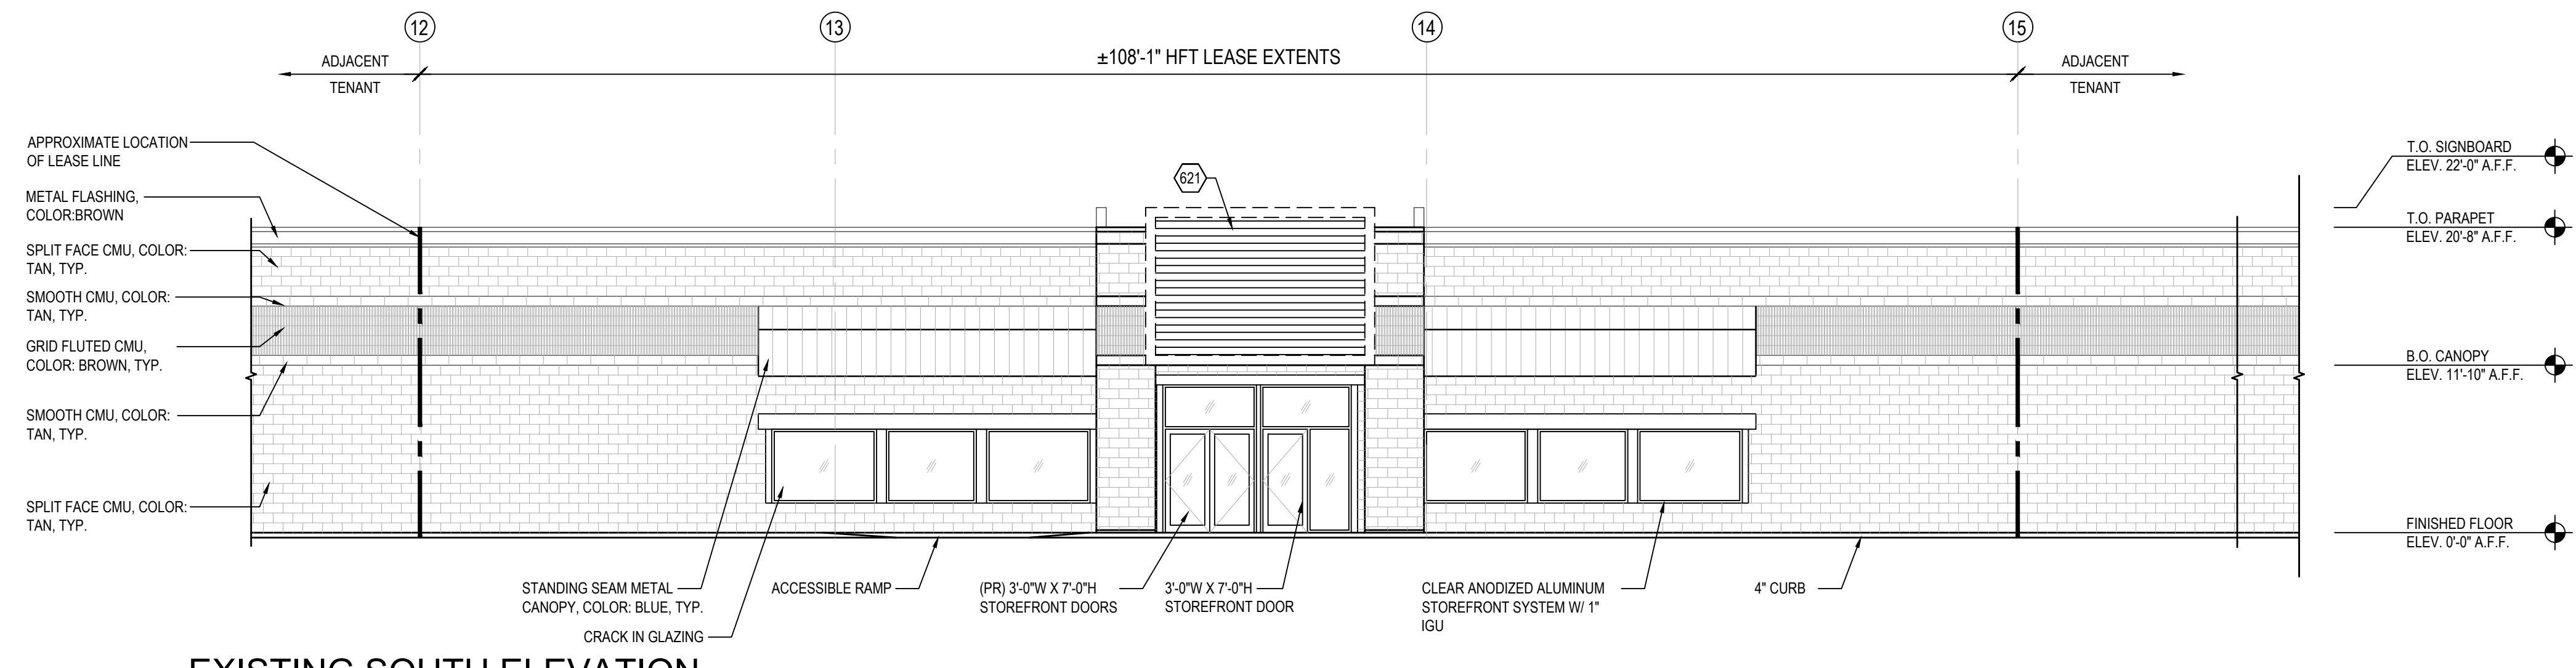 12
13
14
15
±108'-1" HFT LEASE EXTENTS
ADJACENT
TENANT
ADJACENT
TENANT
APPROXIMATE LOCATION
OF LEASE LINE
METAL FLASHING,
COLOR:BROWN
SPLIT FACE CMU, COLOR:
TAN, TYP.
SMOOTH CMU, COLOR:
TAN, TYP.
GRID FLUTED CMU,
COLOR: BROWN, TYP.
SMOOTH CMU, COLOR:
TAN, TYP.
SPLIT FACE CMU, COLOR:
TAN, TYP.
621
T.O. SIGNBOARD
ELEV. 22'-0" A.F.F.
T.O. PARAPET
ELEV. 20'-8" A.F.F.
B.O. CANOPY
ELEV. 11'-10" A.F.F.
FINISHED FLOOR
ELEV. 0'-0" A.F.F.
STANDING SEAM METAL
CANOPY, COLOR: BLUE, TYP.
CRACK IN GLAZING
ACCESSIBLE RAMP
(PR) 3'-0"W X 7'-0"H
STOREFRONT DOORS
3'-0"W X 7'-0"H
STOREFRONT DOOR
CLEAR ANODIZED ALUMINUM
STOREFRONT SYSTEM W/ 1"
IGU
4" CURB
EXISTING SOUTH ELEVATION